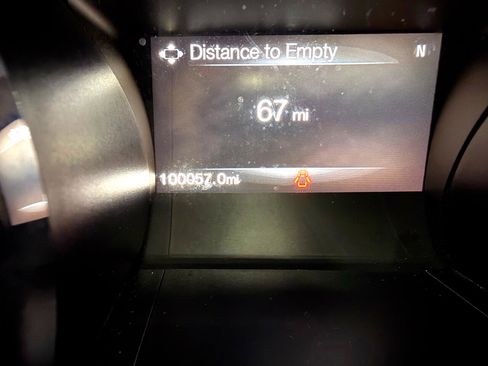 Distance to Empty N
67 mi
100057.0mi